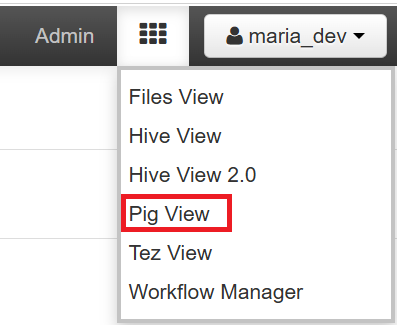 Admin
maria_dev
Files View
Hive View
Hive View 2.0
Pig View
Tez View
Workflow Manager